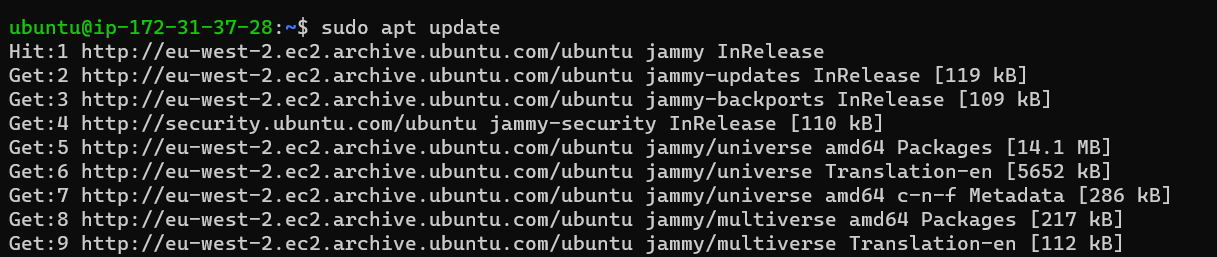 ubuntu@ip-172-31-37-28:~$ sudo apt update
Hit:1 http://eu-west-2.ec2.archive.ubuntu.com/ubuntu jammy InRelease
Get:2 http://eu-west-2.ec2.archive.ubuntu.com/ubuntu jammy-updates InRelease [119 kB]
Get:3 http://eu-west-2.ec2.archive.ubuntu.com/ubuntu jammy-backports InRelease [109 kB]
Get:4 http://security.ubuntu.com/ubuntu jammy-security InRelease [110 kB]
Get:5 http://eu-west-2.ec2.archive.ubuntu.com/ubuntu jammy/universe amd64 Packages [14.1 MB]
Get:6 http://eu-west-2.ec2.archive.ubuntu.com/ubuntu jammy/universe Translation-en [5652 kB]
Get:7 http://eu-west-2.ec2.archive.ubuntu.com/ubuntu jammy/universe amd64 c-n-f Metadata [286 kB]
Get:8 http://eu-west-2.ec2.archive.ubuntu.com/ubuntu jammy/multiverse amd64 Packages [217 kB]
Get:9 http://eu-west-2.ec2.archive.ubuntu.com/ubuntu jammy/multiverse Translation-en [112 kB]